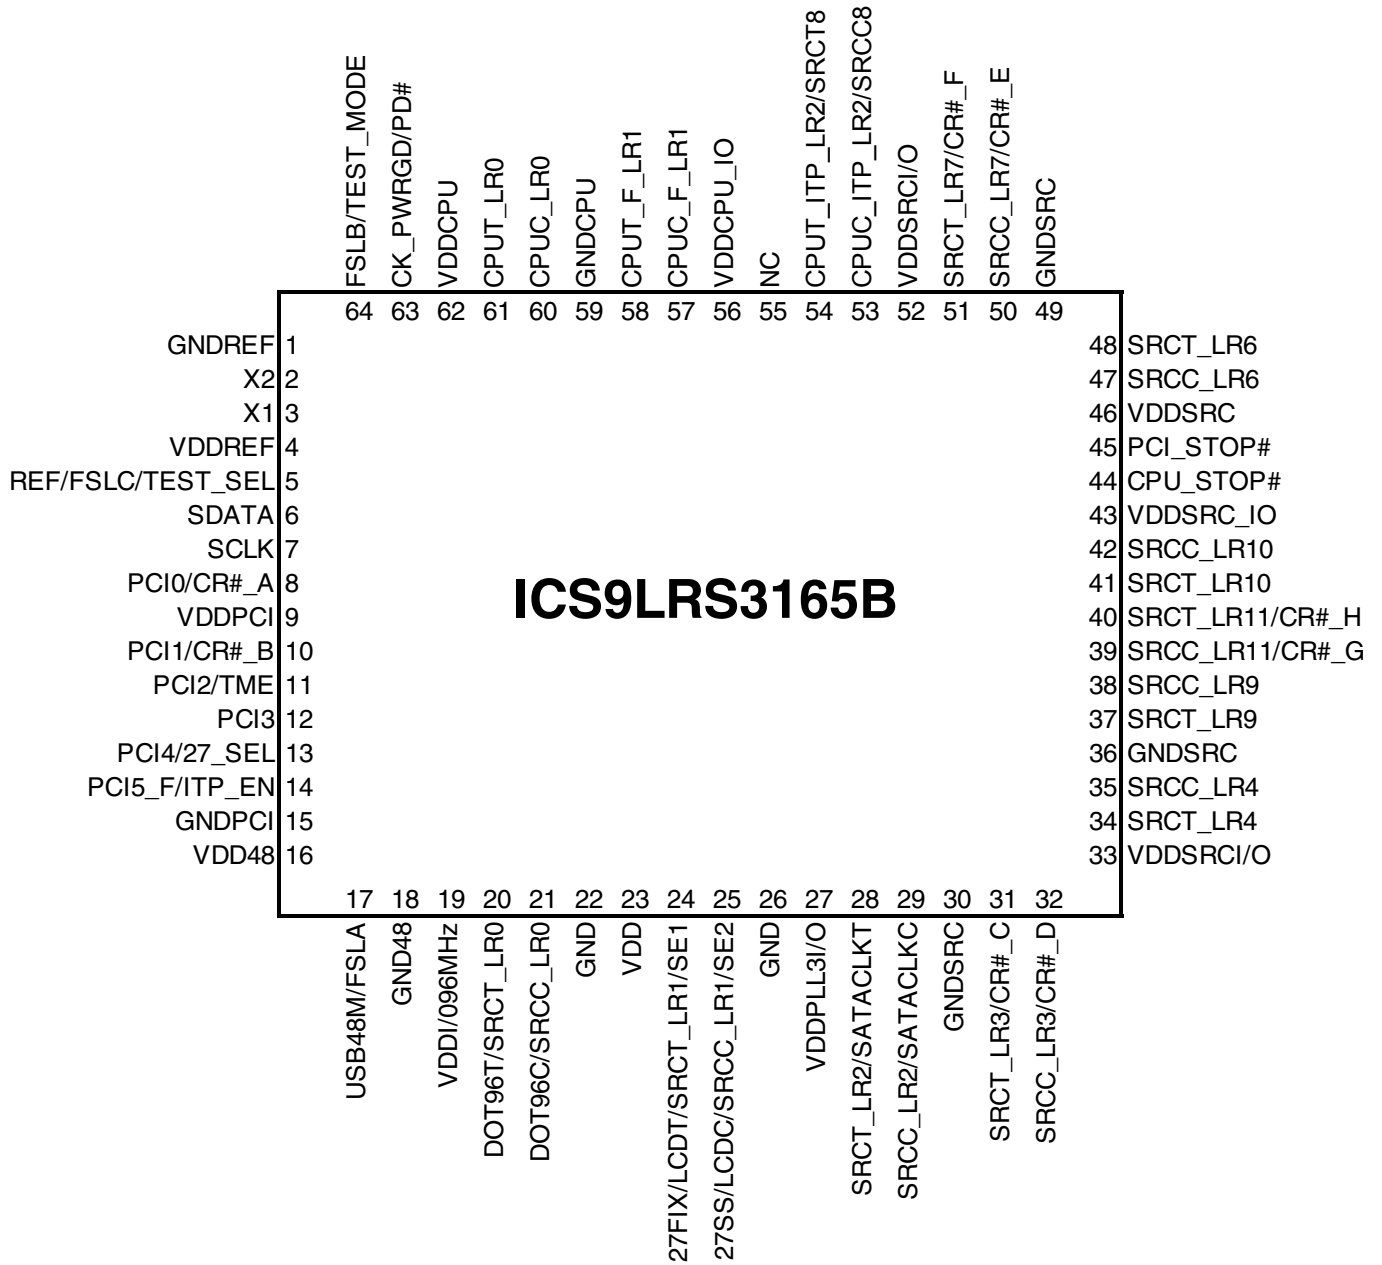 FSLB/TEST_MODE
CK_PWRGD/PD#
VDDCPU
CPUT_LR0
CPUC_LR0
GNDCPU
CPUT_F_LR1
CPUC_F_LR1
VDDCPU_IO
NC
CPUT_ITP_LR2/SRCT8
CPUC_ITP_LR2/SRCC8
VDDSRCI/O
SRCT_LR7/CR#_F
SRCC_LR7/CR#_E
GNDSRC
64 63 62 61 60 59 58 57 56 55 54 53 52 51 50 49
GNDREF 1
X2 2
X1 3
VDDREF 4
REF/FSLC/TEST_SEL 5
SDATA 6
SCLK 7
PCI0/CR#_A 8
VDDPCI 9
PCI1/CR#_B 10
PCI2/TME 11
PCI3 12
PCI4/27_SEL 13
PCI5_F/ITP_EN 14
GNDPCI 15
VDD48 16
ICS9LRS3165B
48 SRCT_LR6
47 SRCC_LR6
46 VDDSRC
45 PCI_STOP#
44 CPU_STOP#
43 VDDSRC_IO
42 SRCC_LR10
41 SRCT_LR10
40 SRCT_LR11/CR#_H
39 SRCC_LR11/CR#_G
38 SRCC_LR9
37 SRCT_LR9
36 GNDSRC
35 SRCC_LR4
34 SRCT_LR4
33 VDDSRCI/O
17 18 19 20 21 22 23 24 25 26 27 28 29 30 31 32
USB48M/FSLA
GND48
VDDI/096MHz
DOT96T/SRCT_LR0
DOT96C/SRCC_LR0
GND
VDD
27FIX/LCDT/SRCT_LR1/SE1
27SS/LCDC/SRCC_LR1/SE2
GND
VDDPLL3I/O
SRCT_LR2/SATACLKT
SRCC_LR2/SATACLKC
GNDSRC
SRCT_LR3/CR#_C
SRCC_LR3/CR#_D